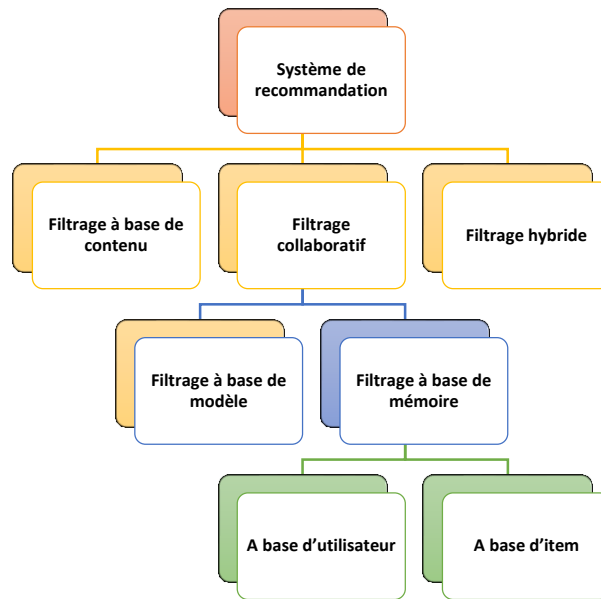 Système de
recommandation
Filtrage à base de
contenu
Filtrage
collaboratif
Filtrage hybride
Filtrage à base de
modèle
Filtrage à base de
mémoire
A base d’utilisateur
A base d’item